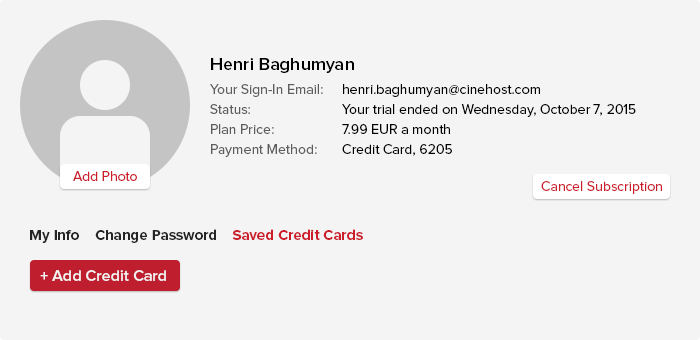 Henri Baghumyan
Your Sign-In Email: henri.baghumyan@cinehost.com
Status: Your trial ended on Wednesday, October 7, 2015
Plan Price: 7.99 EUR a month
Payment Method: Credit Card, 6205
Add Photo
Cancel Subscription
My Info Change Password Saved Credit Cards
+ Add Credit Card